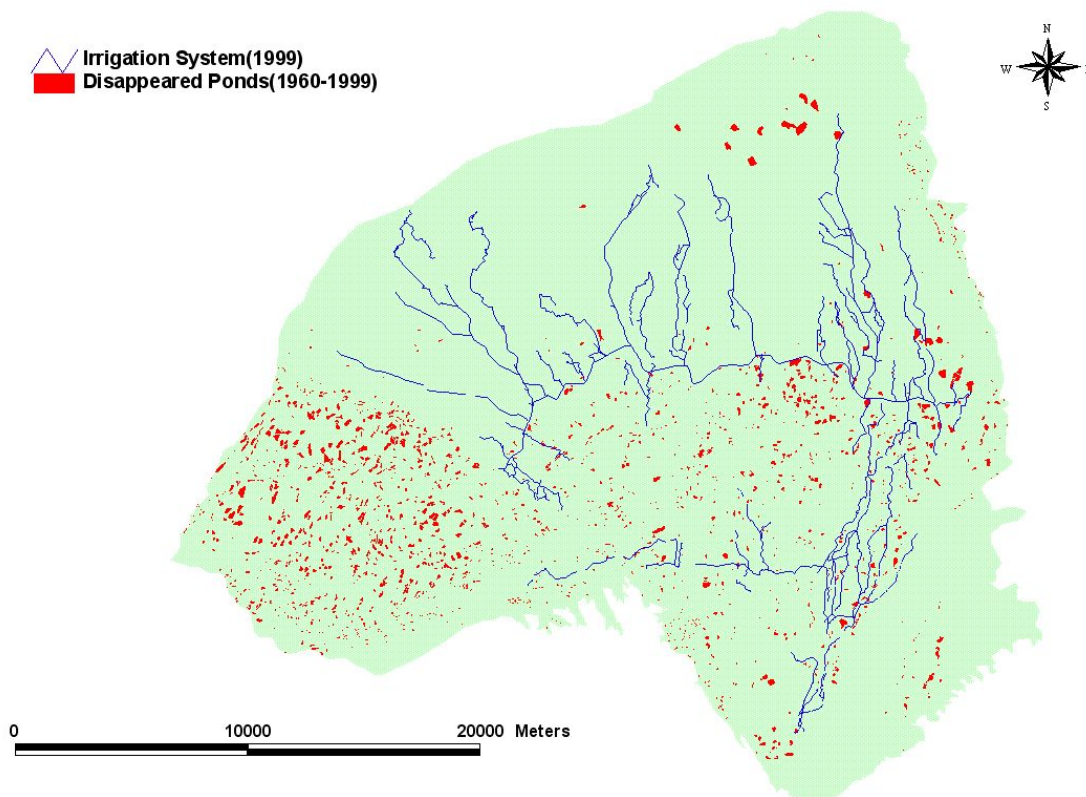 Irrigation System(1999)
Disappeared Ponds(1960-1999)
N
W
S
0 10000 20000 Meters